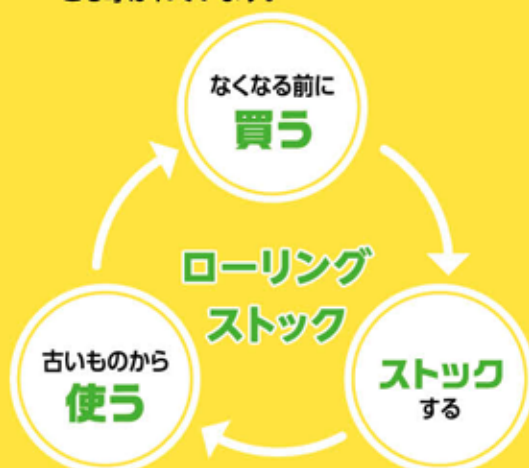 なくなる前に
買う
ローリング
ストック
ストック
する
古いものから
使う